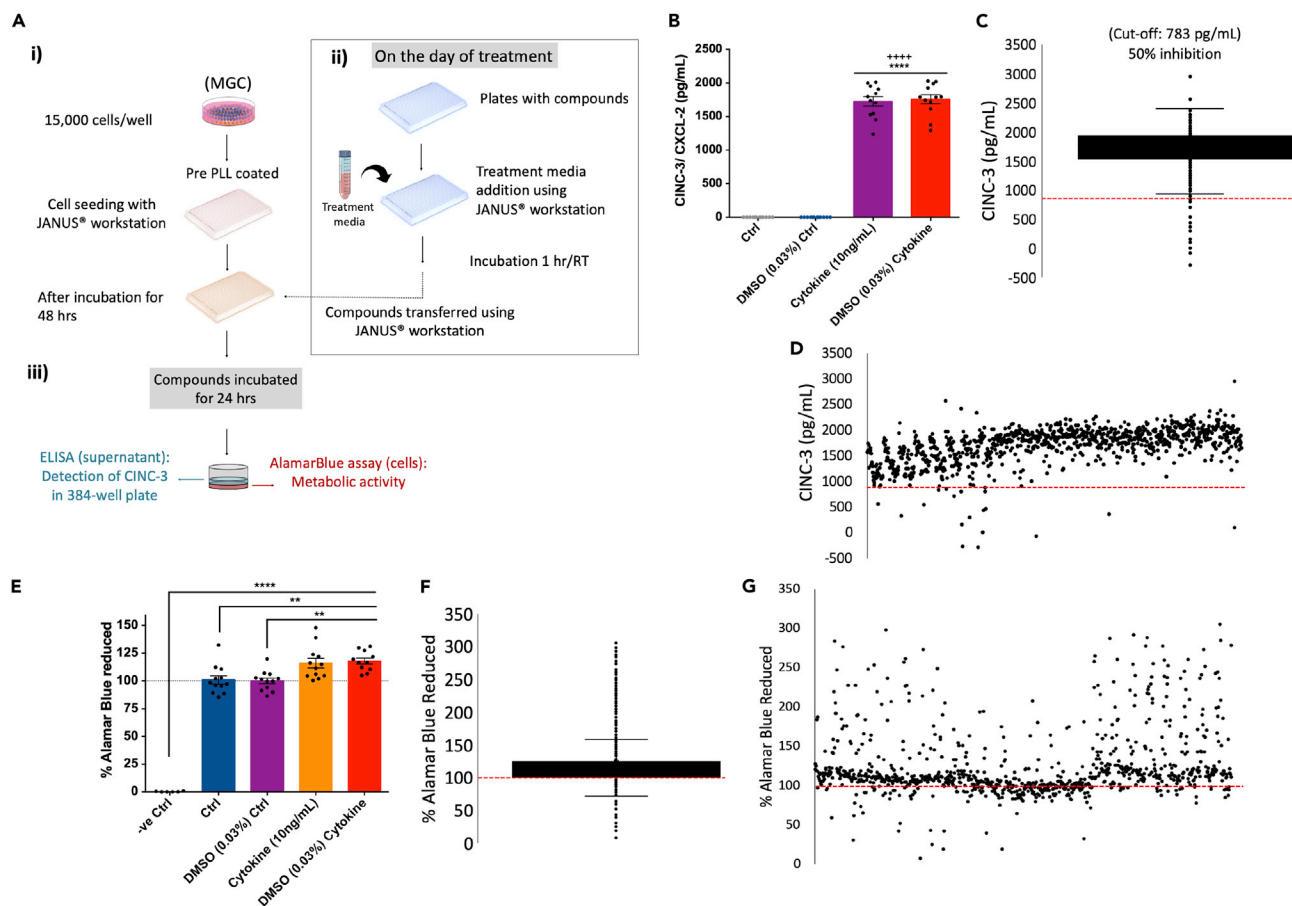 A
i)
(MGC)
15,000 cells/well
Pre PLL coated
Cell seeding with
JANUS® workstation
After incubation for
48 hrs
ii)
On the day of treatment
Plates with compounds
Treatment
media
Treatment media
addition using
JANUS® workstation
Incubation 1 hr/RT
Compounds transferred using
JANUS® workstation
iii)
Compounds incubated
for 24 hrs
ELISA (supernatant):
Detection of CINC-3
in 384-well plate
AlamarBlue assay (cells):
Metabolic activity
B
CINC-3/ CXCL-2 (pg/mL)
2500
2000
1500
1000
500
0
++++
****
Ctrl
DMSO (0.03%) Ctrl
Cytokine (10ng/mL)
DMSO (0.03%) Cytokine
C
(Cut-off: 783 pg/mL)
50% inhibition
CINC-3 (pg/mL)
3500
3000
2500
2000
1500
1000
500
0
-500
D
CINC-3 (pg/mL)
3500
3000
2500
2000
1500
1000
500
0
-500
E
% Alamar Blue reduced
150
125
100
75
50
25
0
****
**
**
-ve Ctrl
Ctrl
DMSO (0.03%) Ctrl
Cytokine (10ng/mL)
DMSO (0.03%) Cytokine
F
% Alamar Blue Reduced
350
300
250
200
150
100
50
0
G
% Alamar Blue Reduced
350
300
250
200
150
100
50
0